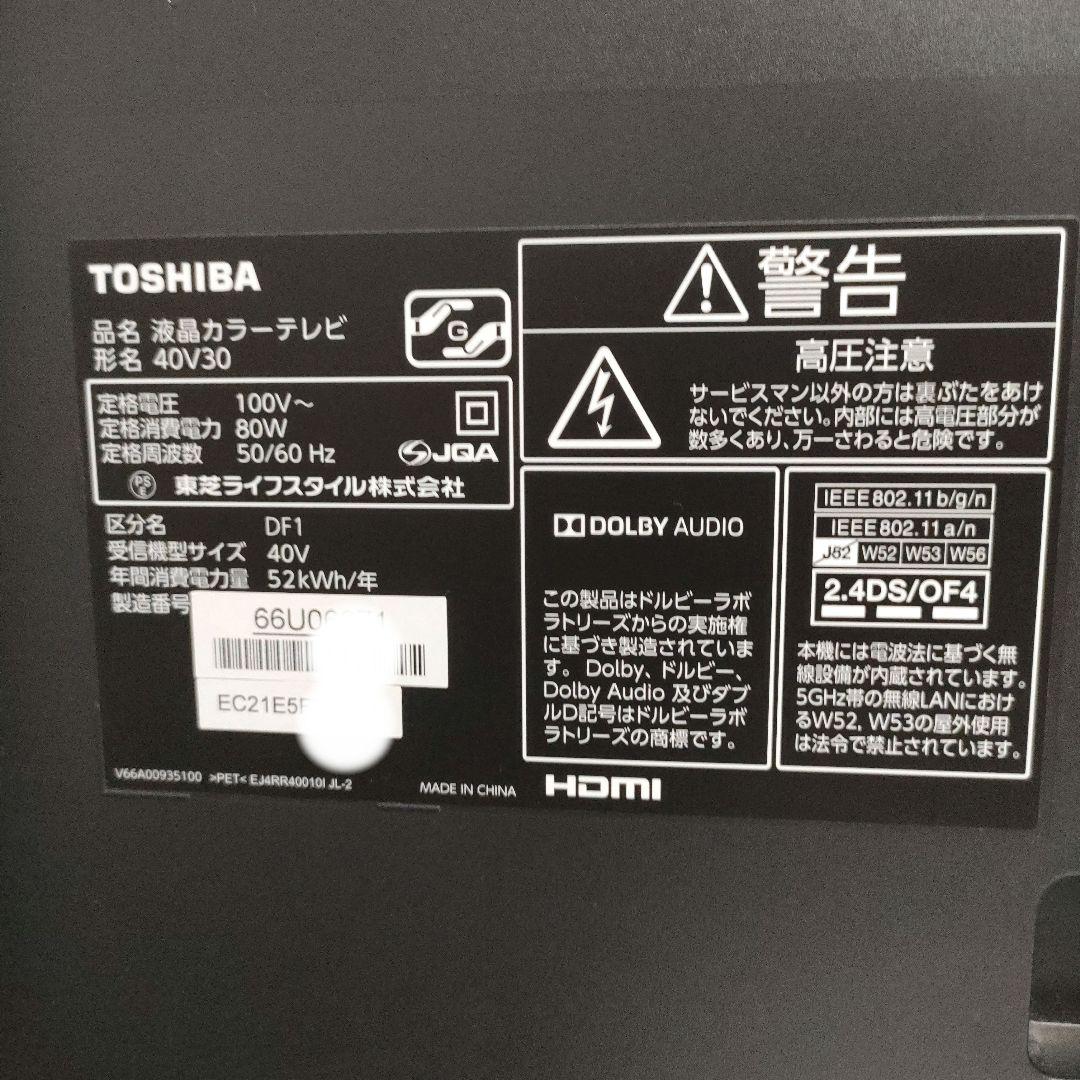 TOSHIBA
品名 液晶カラーテレビ
形名 40V30
G
定格電圧 100V～
定格消費電力 80W
定格周波数 50/60 Hz
JQA
PS
E
東芝ライフスタイル株式会社
区分名 DF1
受信機型サイズ 40V
年間消費電力量 52kWh/年
製造番号
66U00
EC21E5
V66A00935100 >PET< EJ4RR40010I JL-2
MADE IN CHINA
警告
高圧注意
サービスマン以外の方は裏ぶたをあけ
ないでください。内部には高電圧部分が
数多くあり、万一さわると危険です。
DOLBY AUDIO
この製品はドルビーラボ
ラトリーズからの実施権
に基づき製造されていま
す。Dolby、ドルビー、
Dolby Audio 及びダブ
ルD記号はドルビーラボ
ラトリーズの商標です。
HDMI
IEEE802.11b/g/n
IEEE802.11a/n
J52 W52 W53 W56
2.4DS/OF4
本機には電波法に基づく無
線設備が内蔵されています。
5GHz帯の無線LANにおけ
るW52, W53の屋外使用
は法令で禁止されています。